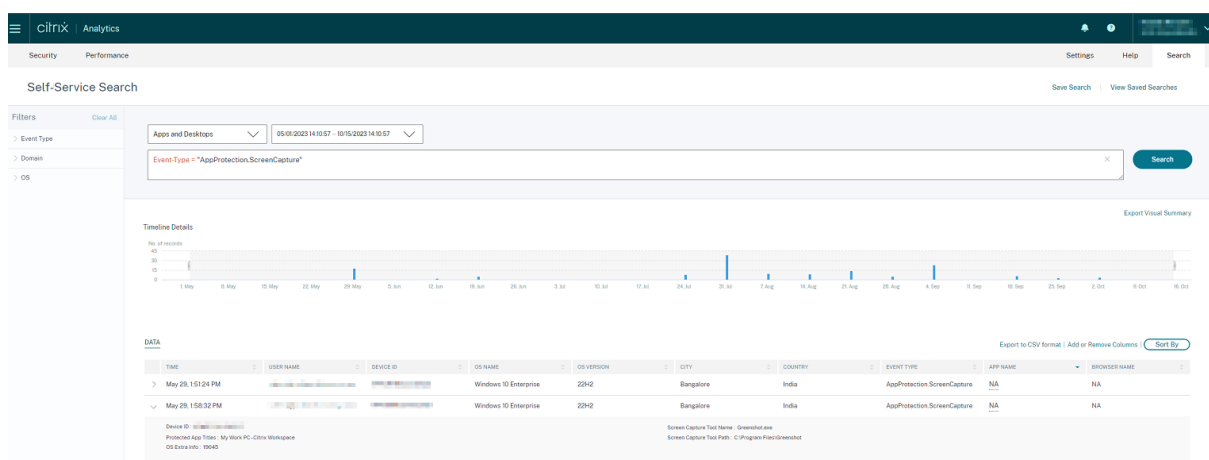 citrix | Analytics
Security Performance Settings Help Search
Self-Service Search Save Search | View Saved Searches
Filters Clear All
Event Type
Domain
OS
Apps and Desktops 05/01/2023 14:10:57 - 10/15/2023 14:10:57
Event-Type = "AppProtection.ScreenCapture" Search
Export Visual Summary
Timeline Details
No. of records
45
30
15
0
1. May 8. May 15. May 22. May 29. May 5. Jun 12. Jun 19. Jun 26. Jun 3. Jul 10. Jul 17. Jul 24. Jul 31. Jul 7. Aug 14. Aug 21. Aug 28. Aug 4. Sep 11. Sep 18. Sep 25. Sep 2. Oct 9. Oct 16. Oct
DATA Export to CSV format | Add or Remove Columns | Sort By
TIME USER NAME DEVICE ID OS NAME OS VERSION CITY COUNTRY EVENT TYPE APP NAME BROWSER NAME
May 29, 1:51:24 PM Windows 10 Enterprise 22H2 Bangalore India AppProtection.ScreenCapture NA NA
May 29, 1:58:32 PM Windows 10 Enterprise 22H2 Bangalore India AppProtection.ScreenCapture NA NA
Device ID : Screen Capture Tool Name : Greenshot.exe
Protected App Titles : My Work PC - Citrix Workspace Screen Capture Tool Path : C:\Program Files\Greenshot
OS Extra Info : 19045